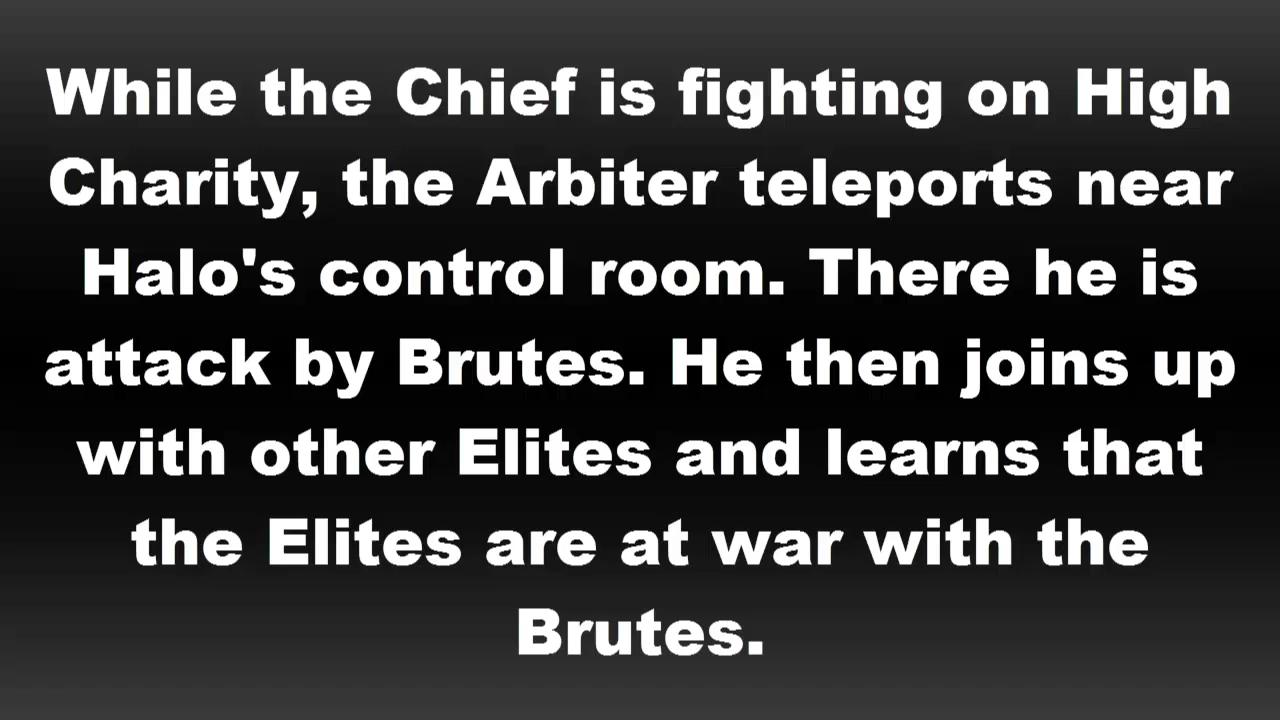 While the Chief is fighting on High
Charity, the Arbiter teleports near
Halo's control room. There he is
attack by Brutes. He then joins up
with other Elites and learns that
the Elites are at war with the
Brutes.